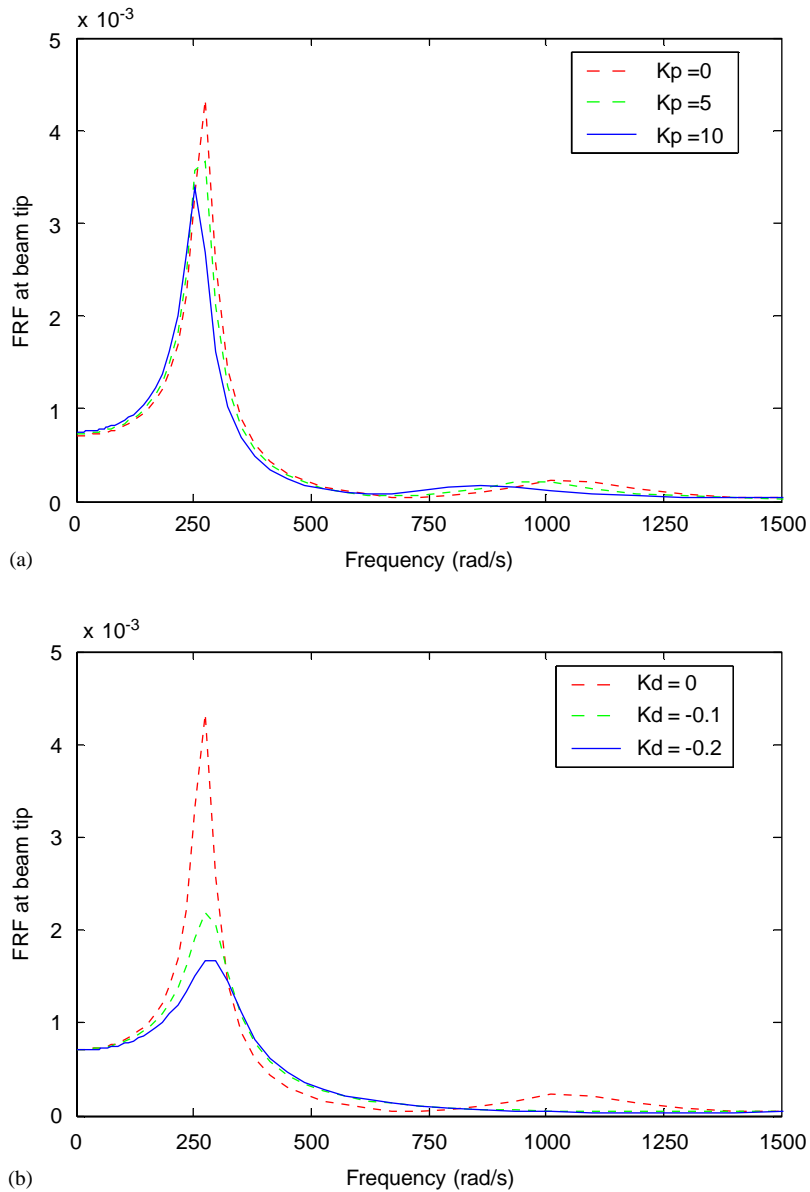 x 10-3
5
4
3
2
1
0
FRF at beam tip
Kp =0
Kp =5
Kp =10
0 250 500 750 1000 1250 1500
Frequency (rad/s)
(a)
x 10-3
5
4
3
2
1
0
FRF at beam tip
Kd = 0
Kd = -0.1
Kd = -0.2
0 250 500 750 1000 1250 1500
Frequency (rad/s)
(b)